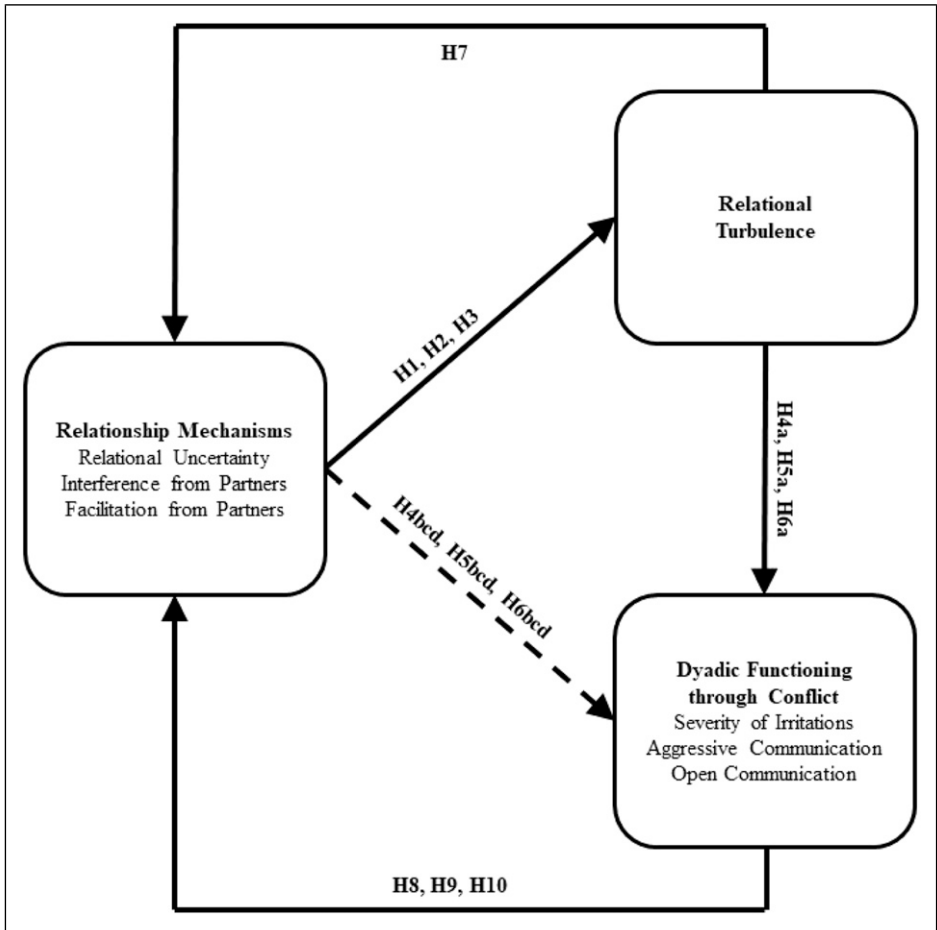 H7
Relational
Turbulence
H1, H2, H3
Relationship Mechanisms
Relational Uncertainty
Interference from Partners
Facilitation from Partners
H4a, H5a, H6a
H4bcd, H5bcd, H6bcd
Dyadic Functioning
through Conflict
Severity of Irritations
Aggressive Communication
Open Communication
H8, H9, H10